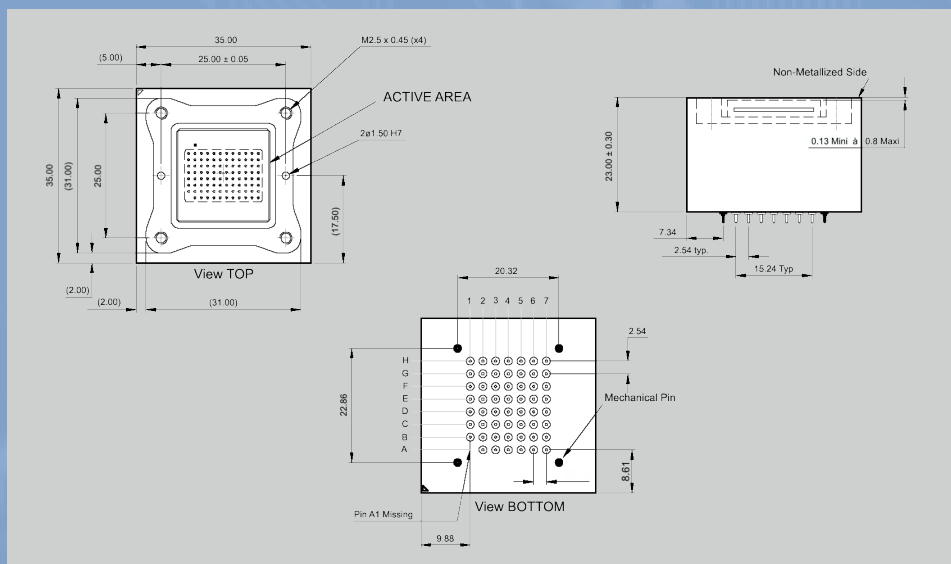 35.00
M2.5 x 0.45 (x4)
(5.00)
25.00 ± 0.05
ACTIVE AREA
2ø1.50 H7
35.00
(31.00)
25.00
(17.50)
View TOP
(2.00)
(2.00)
(31.00)
Non-Metallized Side
23.00 ± 0.30
0.13 Mini à 0.8 Maxi
7.34
2.54 typ.
15.24 Typ
20.32
1 2 3 4 5 6 7
2.54
H
G
F
E
D
C
B
A
22.86
Mechanical Pin
8.61
Pin A1 Missing
View BOTTOM
9.88